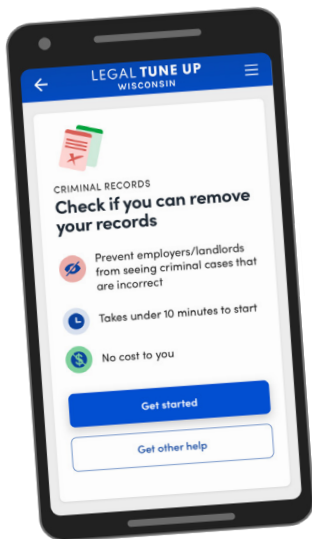 LEGAL TUNE UP
WISCONSIN
CRIMINAL RECORDS
Check if you can remove
your records
Prevent employers/landlords
from seeing criminal cases that
are incorrect
Takes under 10 minutes to start
No cost to you
Get started
Get other help